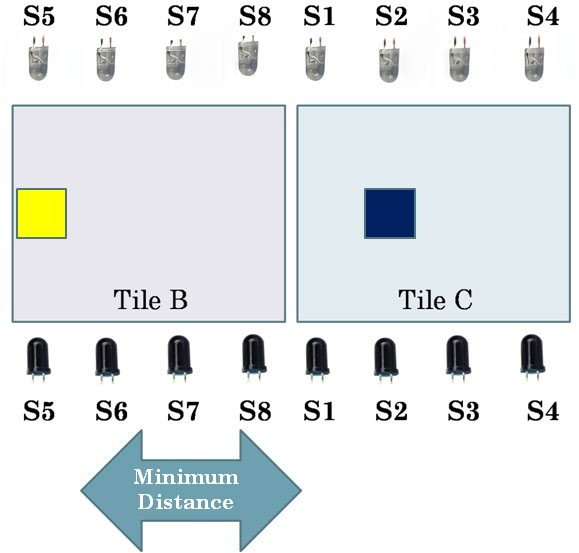 S5 S6 S7 S8 S1 S2 S3 S4
Tile B Tile C
S5 S6 S7 S8 S1 S2 S3 S4
Minimum
Distance